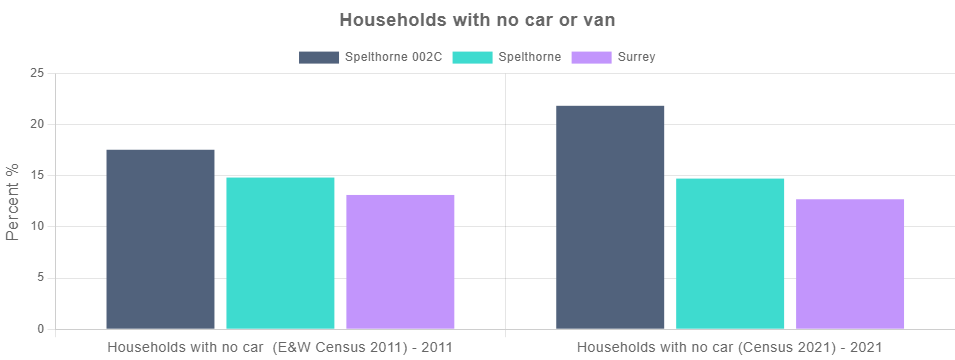 Households with no car or van
Spelthorne 002C Spelthorne Surrey
Percent %
25
20
15
10
5
0
Households with no car  (E&W Census 2011) - 2011
Households with no car (Census 2021) - 2021